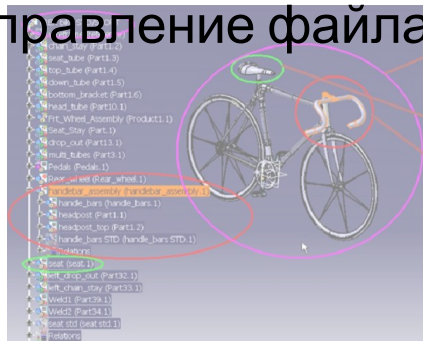 правление файла
chain_stay (Part1.2)
seat_tube (Part1.3)
top_tube (Part1.4)
down_tube (Part1.5)
bottom_bracket (Part1.6)
head_tube (Part10.1)
Frt_Wheel_Assembly (Product1.1)
Seat_Stay (Part.1)
drop_out (Part13.1)
multi_tubes (Part3.1)
Pedals (Pedals.1)
Rear_wheel (Rear_wheel.1)
handlebar_assembly (handlebar_assembly.1)
handle_bars (handle_bars.1)
headpost (Part1.1)
headpost_top (Part1.2)
handle_bars STD (handle_bars STD.1)
Relations
seat (seat.1)
left_drop_out (Part32.1)
left_chain_stay (Part33.1)
Weld1 (Part39.1)
Weld2 (Part34.1)
seat std (seat std.1)
Relations